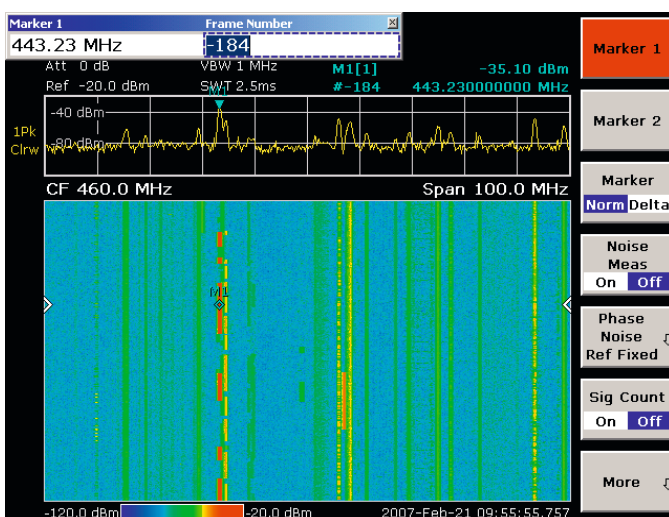 Marker 1 Frame Number
443.23 MHz -184
Att 0 dB VBW 1 MHz M1[1] -35.10 dBm
Ref -20.0 dBm SWT 2.5ms #-184 443.230000000 MHz
M1
-40 dBm
1Pk
Clrw -80 dBm
CF 460.0 MHz Span 100.0 MHz
M1
-120.0 dBm -20.0 dBm 2007-Feb-21 09:55:55.757
Marker 1
Marker 2
Marker
Norm Delta
Noise
Meas
On Off
Phase
Noise
Ref Fixed
Sig Count
On Off
More